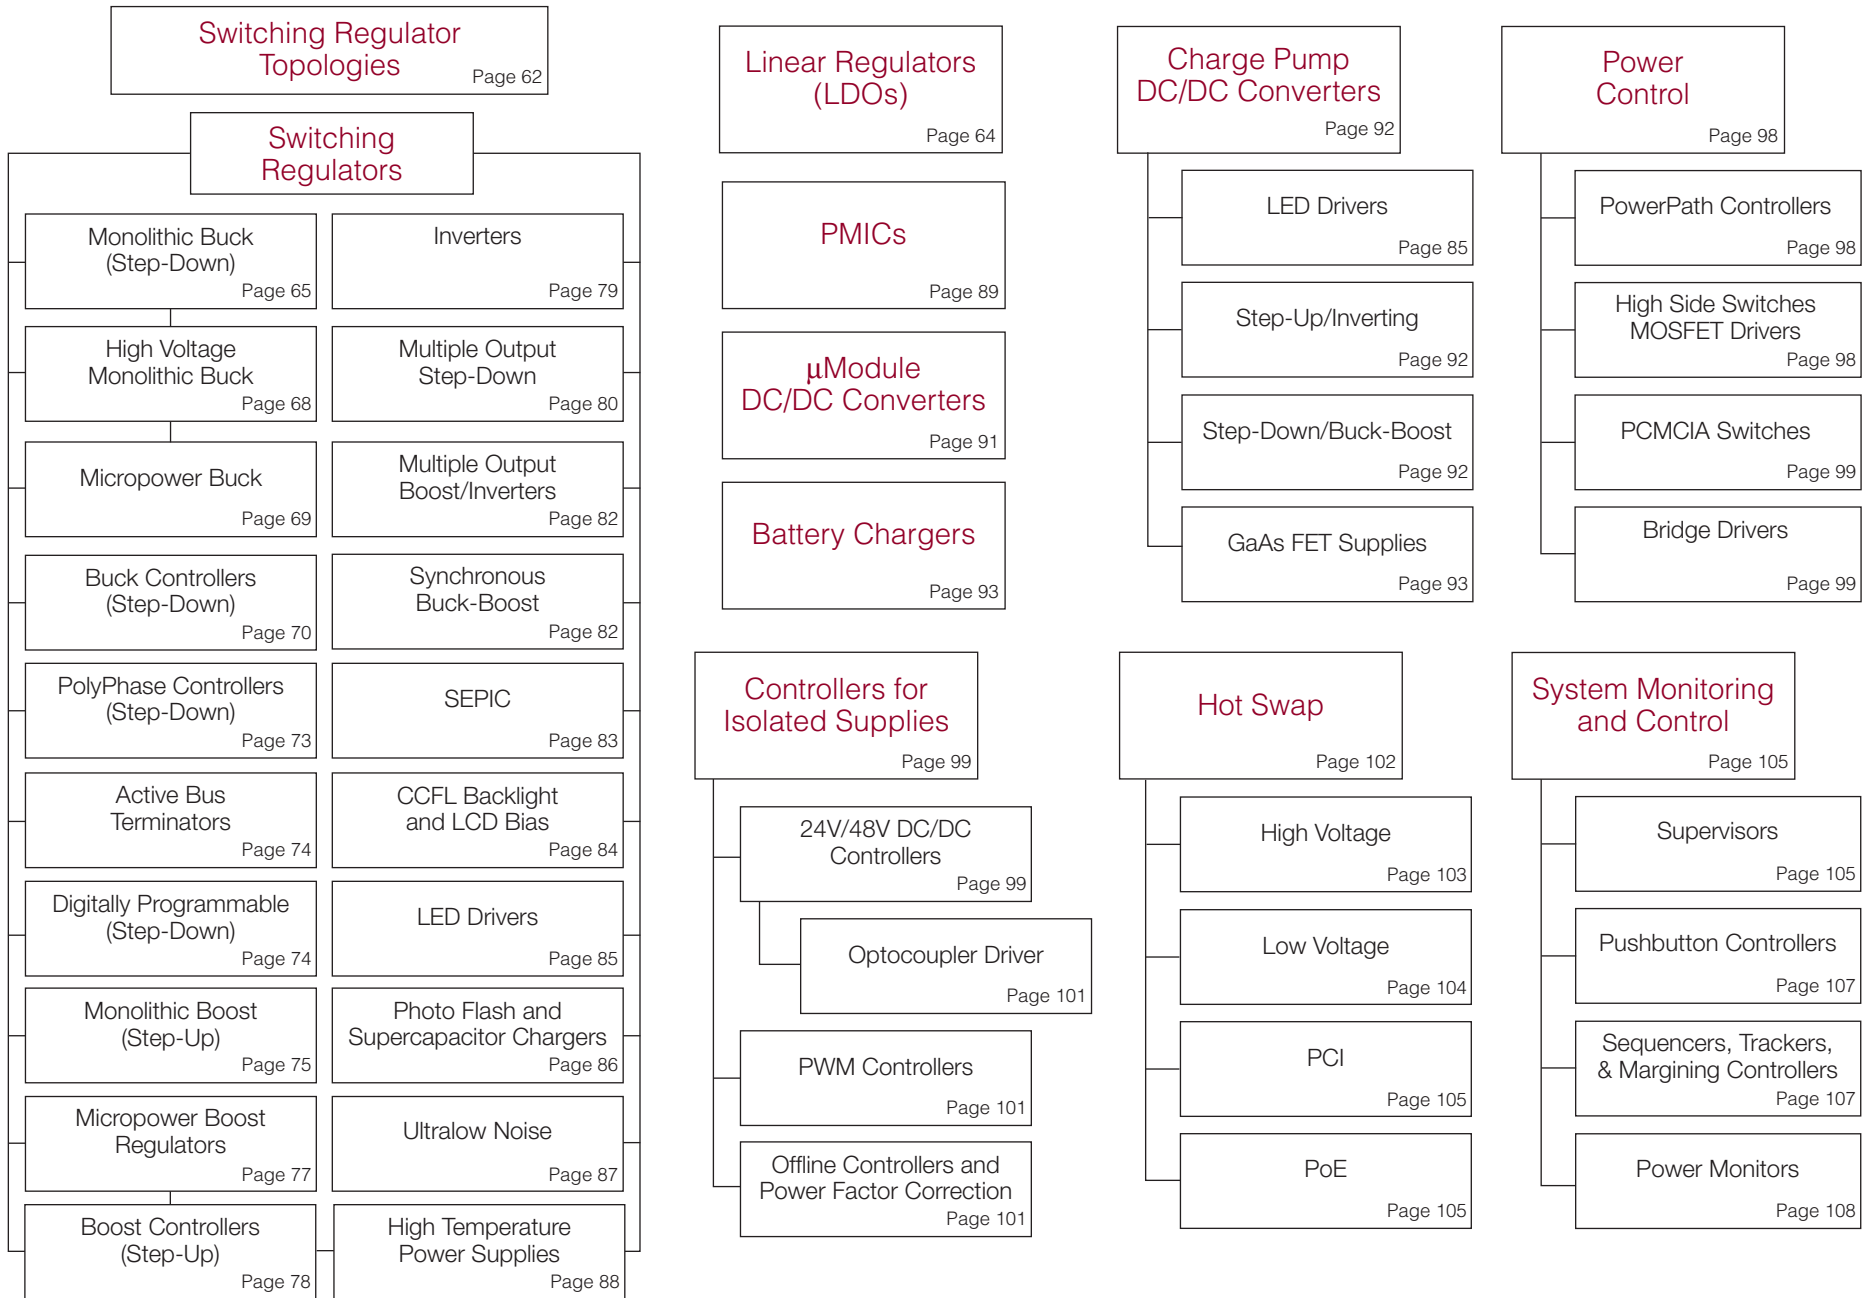 Switching Regulator
Topologies
Page 62
Switching
Regulators
Monolithic Buck
(Step-Down)
Page 65
High Voltage
Monolithic Buck
Page 68
Micropower Buck
Page 69
Buck Controllers
(Step-Down)
Page 70
PolyPhase Controllers
(Step-Down)
Page 73
Active Bus
Terminators
Page 74
Digitally Programmable
(Step-Down)
Page 74
Monolithic Boost
(Step-Up)
Page 75
Micropower Boost
Regulators
Page 77
Boost Controllers
(Step-Up)
Page 78
Inverters
Page 79
Multiple Output
Step-Down
Page 80
Multiple Output
Boost/Inverters
Page 82
Synchronous
Buck-Boost
Page 82
SEPIC
Page 83
CCFL Backlight
and LCD Bias
Page 84
LED Drivers
Page 85
Photo Flash and
Supercapacitor Chargers
Page 86
Ultralow Noise
Page 87
High Temperature
Power Supplies
Page 88
Linear Regulators
(LDOs)
Page 64
PMICs
Page 89
μModule
DC/DC Converters
Page 91
Battery Chargers
Page 93
Charge Pump
DC/DC Converters
Page 92
LED Drivers
Page 85
Step-Up/Inverting
Page 92
Step-Down/Buck-Boost
Page 92
GaAs FET Supplies
Page 93
Power
Control
Page 98
PowerPath Controllers
Page 98
High Side Switches
MOSFET Drivers
Page 98
PCMCIA Switches
Page 99
Bridge Drivers
Page 99
Controllers for
Isolated Supplies
Page 99
24V/48V DC/DC
Controllers
Page 99
Optocoupler Driver
Page 101
PWM Controllers
Page 101
Offline Controllers and
Power Factor Correction
Page 101
Hot Swap
Page 102
High Voltage
Page 103
Low Voltage
Page 104
PCI
Page 105
PoE
Page 105
System Monitoring
and Control
Page 105
Supervisors
Page 105
Pushbutton Controllers
Page 107
Sequencers, Trackers,
& Margining Controllers
Page 107
Power Monitors
Page 108